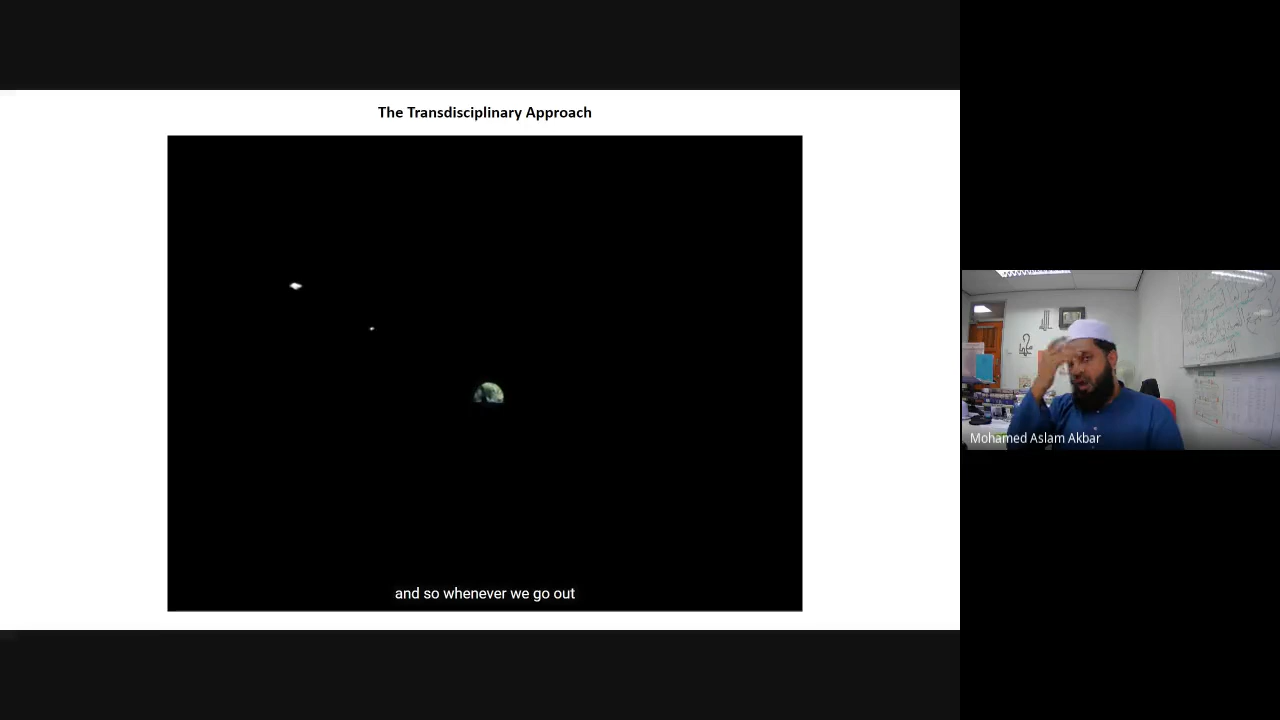 The Transdisciplinary Approach
and so whenever we go out
Mohamed Aslam Akbar